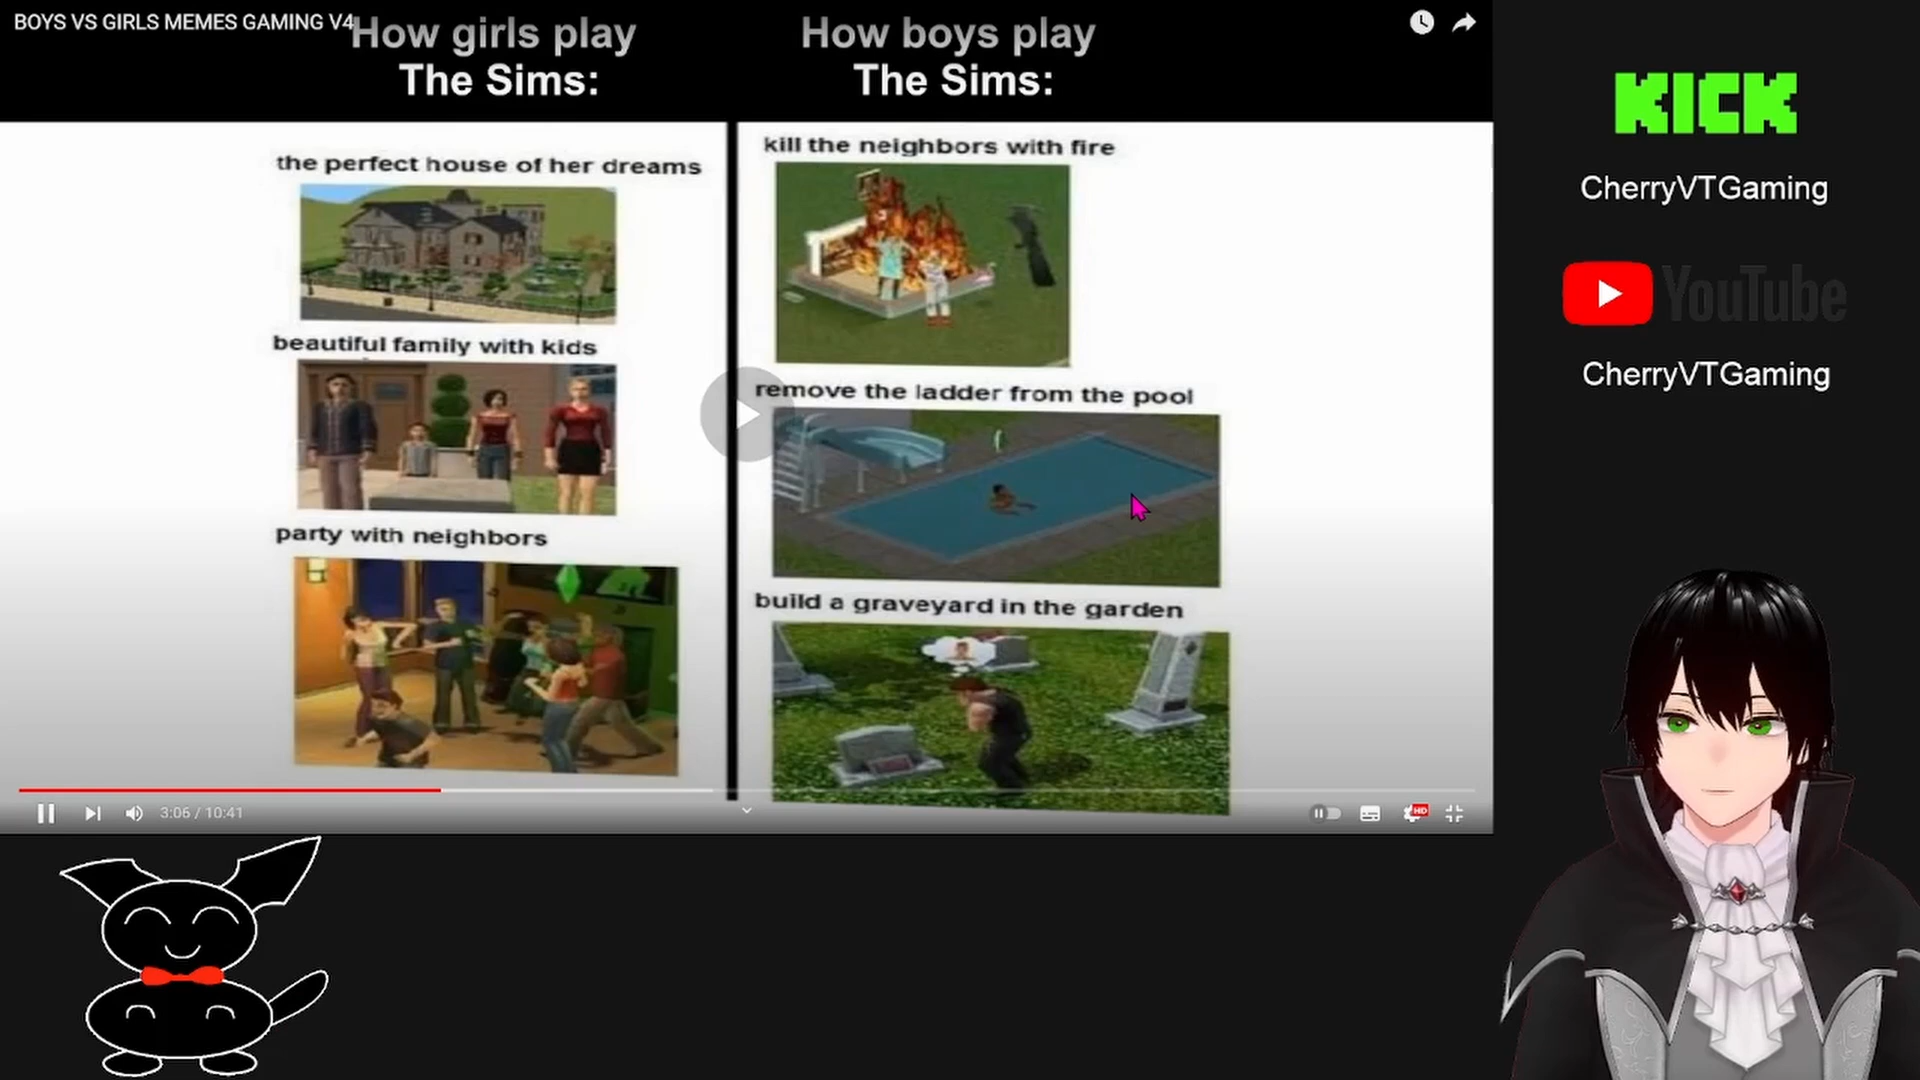 BOYS VS GIRLS MEMES GAMING V4
How girls play
The Sims:
the perfect house of her dreams
beautiful family with kids
party with neighbors
How boys play
The Sims:
kill the neighbors with fire
remove the ladder from the pool
build a graveyard in the garden
3:06 / 10:41
HD
KICK
CherryVTGaming
YouTube
CherryVTGaming